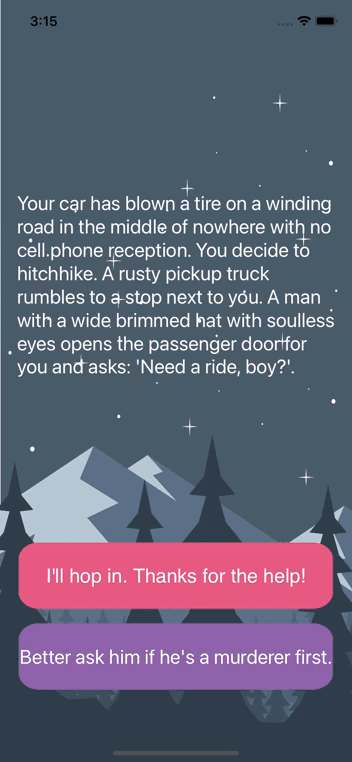 3:15
Your car has blown a tire on a winding
road in the middle of nowhere with no
cell phone reception. You decide to
hitchhike. A rusty pickup truck
rumbles to a stop next to you. A man
with a wide brimmed hat with soulless
eyes opens the passenger door for
you and asks: 'Need a ride, boy?'.
I'll hop in. Thanks for the help!
Better ask him if he's a murderer first.